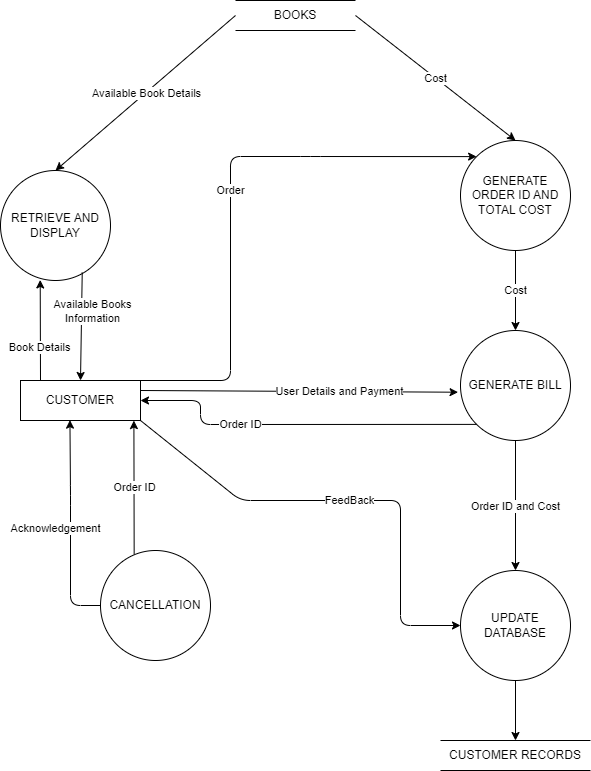 BOOKS
Cost
Available Book Details
GENERATE
ORDER ID AND
TOTAL COST
Order
RETRIEVE AND
DISPLAY
Cost
Available Books
Information
Book Details
GENERATE BILL
User Details and Payment
CUSTOMER
Order ID
Order ID
FeedBack
Order ID and Cost
Acknowledgement
CANCELLATION
UPDATE
DATABASE
CUSTOMER RECORDS